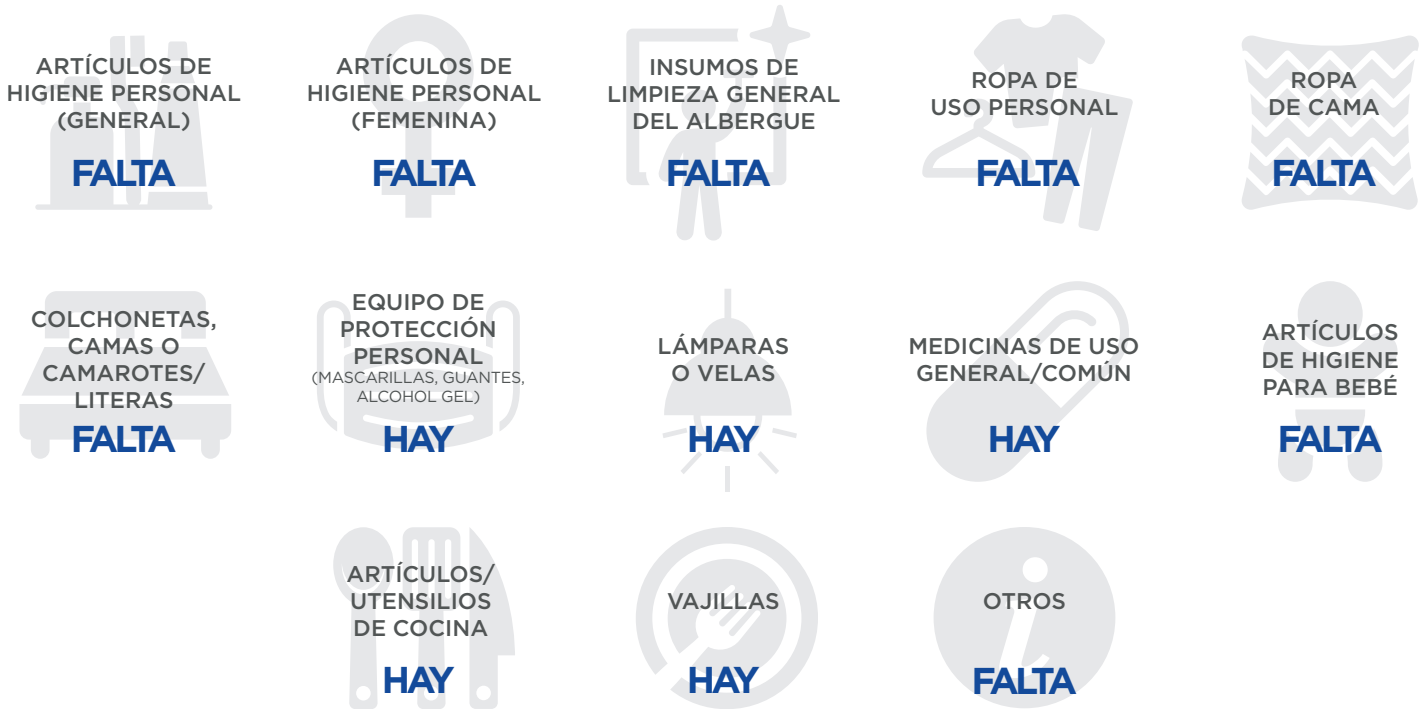 ARTÍCULOS DE
HIGIENE PERSONAL
(GENERAL)
FALTA
ARTÍCULOS DE
HIGIENE PERSONAL
(FEMENINA)
FALTA
INSUMOS DE
LIMPIEZA GENERAL
DEL ALBERGUE
FALTA
ROPA DE
USO PERSONAL
FALTA
ROPA
DE CAMA
FALTA
COLCHONETAS,
CAMAS O
CAMAROTES/
LITERAS
FALTA
EQUIPO DE
PROTECCIÓN
PERSONAL
(MASCARILLAS, GUANTES,
ALCOHOL GEL)
HAY
LÁMPARAS
O VELAS
HAY
MEDICINAS DE USO
GENERAL/COMÚN
HAY
ARTÍCULOS
DE HIGIENE
PARA BEBÉ
FALTA
ARTÍCULOS/
UTENSILIOS
DE COCINA
HAY
VAJILLAS
HAY
OTROS
FALTA